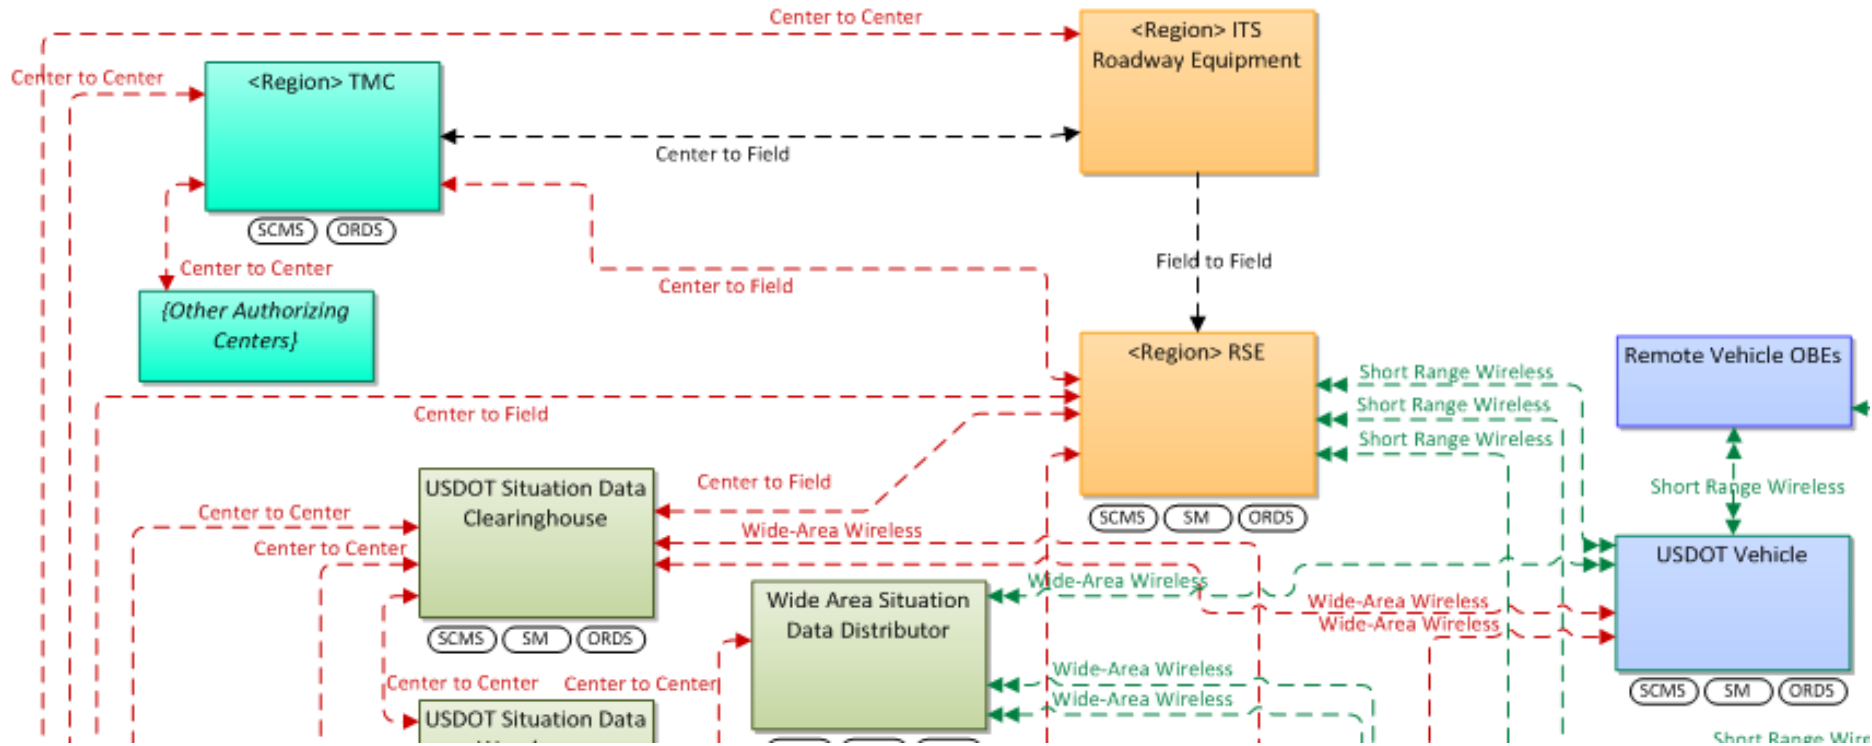 Center to Center
<Region> ITS
Roadway Equipment
Center to Center
<Region> TMC
Center to Field
SCMS ORDS
Center to Center
Field to Field
Center to Field
{Other Authorizing
Centers}
<Region> RSE
Remote Vehicle OBEs
Short Range Wireless
Short Range Wireless
Center to Field
Short Range Wireless
Center to Field
USDOT Situation Data
Clearinghouse
Short Range Wireless
Center to Center
SCMS SM ORDS
Wide-Area Wireless
Center to Center
USDOT Vehicle
Wide-Area Wireless
Wide Area Situation
Data Distributor
Wide-Area Wireless
Wide-Area Wireless
SCMS SM ORDS
Wide-Area Wireless
Center to Center
Center to Center
SCMS SM ORDS
Wide-Area Wireless
USDOT Situation Data